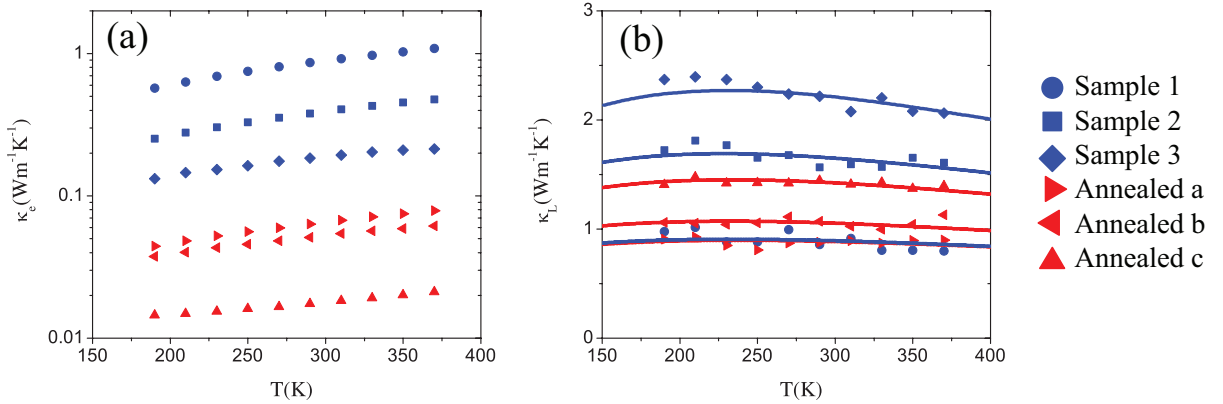 (a)
1
0.1
0.01
κₑ(Wm⁻¹K⁻¹)
150 200 250 300 350 400
T(K)
(b)
3
2
1
0
κ_L(Wm⁻¹K⁻¹)
150 200 250 300 350 400
T(K)
Sample 1
Sample 2
Sample 3
Annealed a
Annealed b
Annealed c